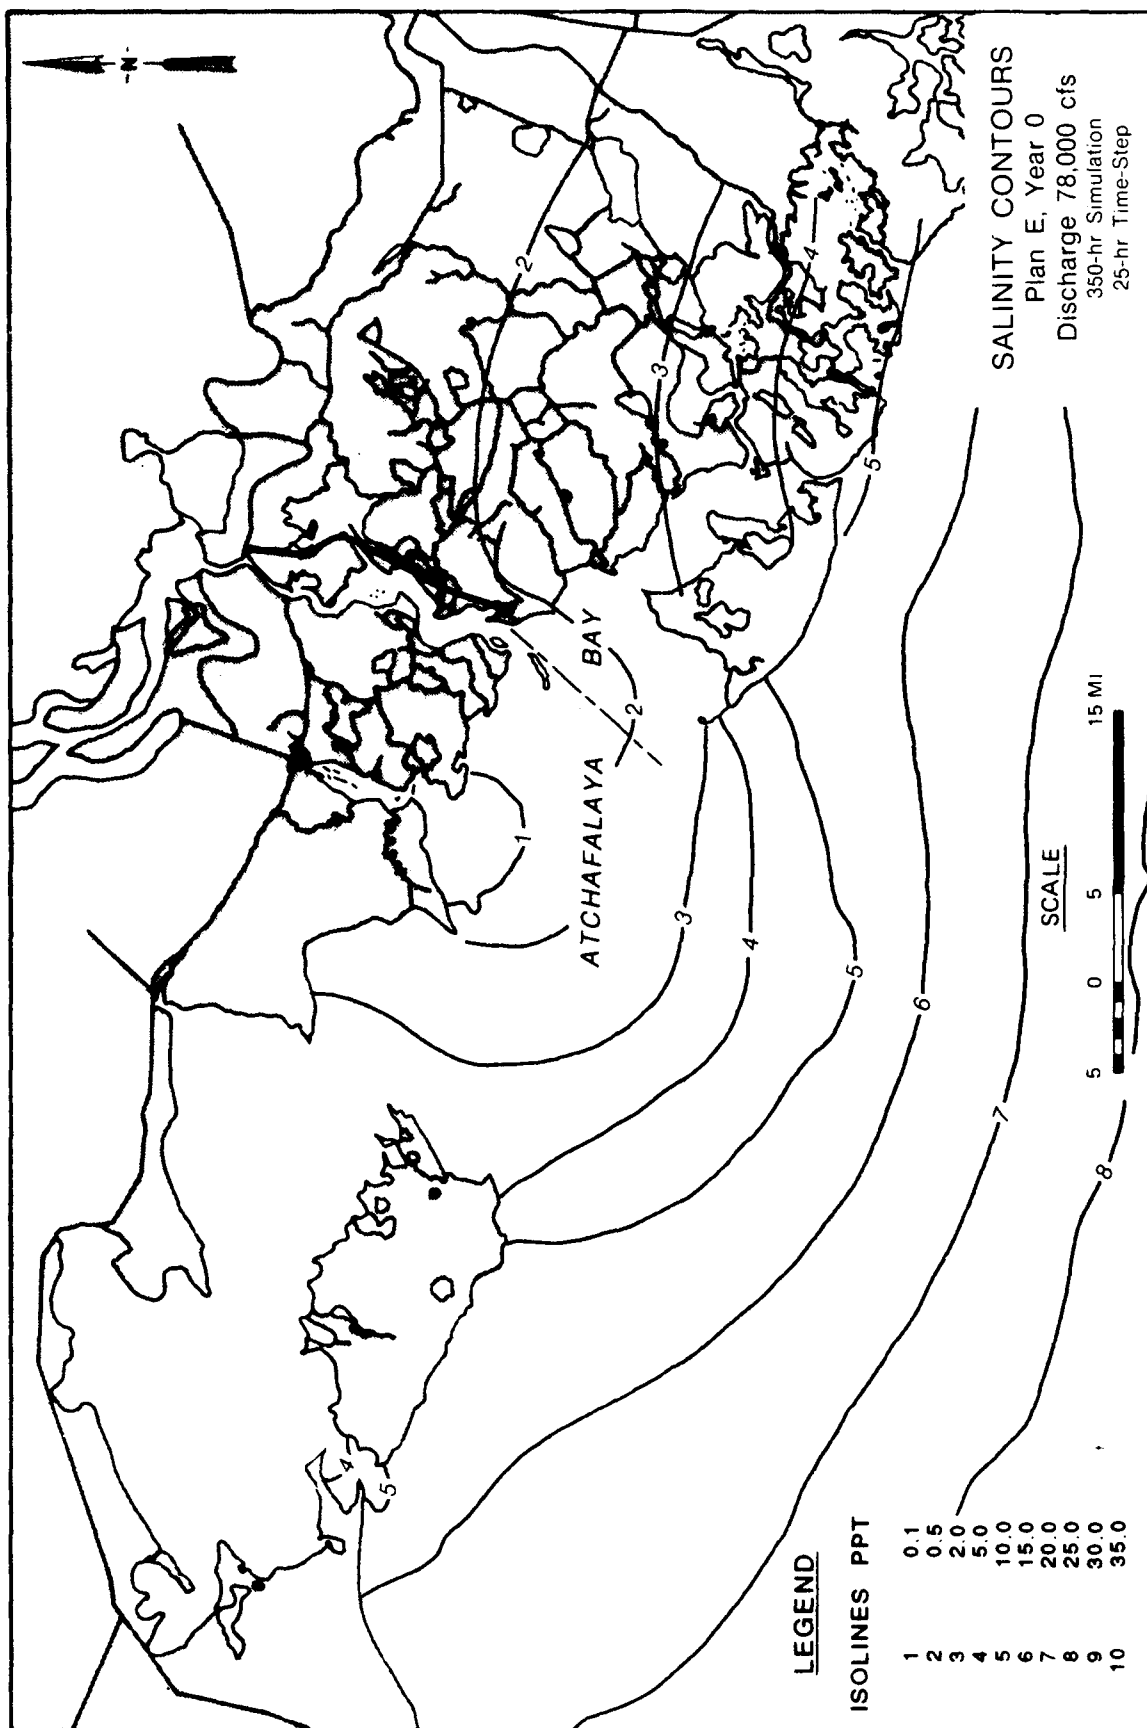 -N-
2
3
4
5
BAY
2
ATCHAFALAYA
1
3
4
5
6
7
8
4
5
SALINITY CONTOURS
Plan E, Year 0
Discharge 78,000 cfs
350-hr Simulation
25-hr Time-Step
SCALE
5 0 5 15 MI
LEGEND
ISOLINES PPT
1 0.1
2 0.5
3 2.0
4 5.0
5 10.0
6 15.0
7 20.0
8 25.0
9 30.0
10 35.0